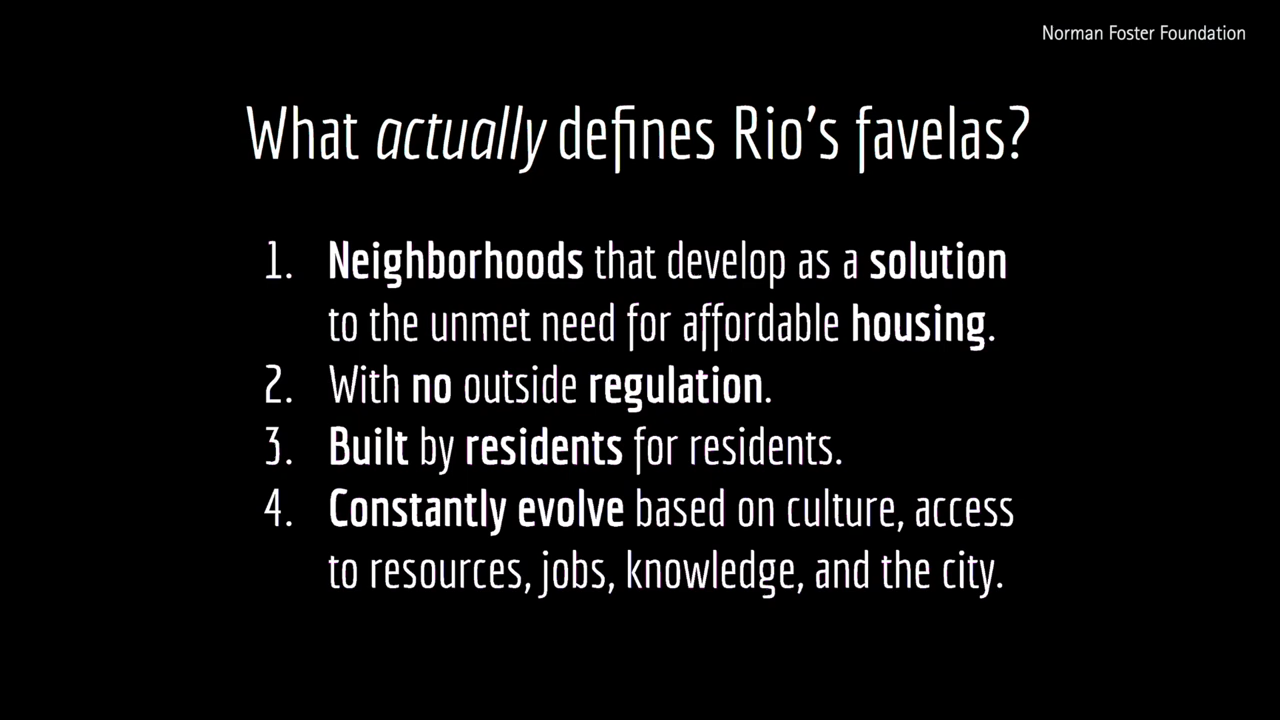 Norman Foster Foundation
What actually defines Rio's favelas?
1. Neighborhoods that develop as a solution
to the unmet need for affordable housing.
2. With no outside regulation.
3. Built by residents for residents.
4. Constantly evolve based on culture, access
to resources, jobs, knowledge, and the city.